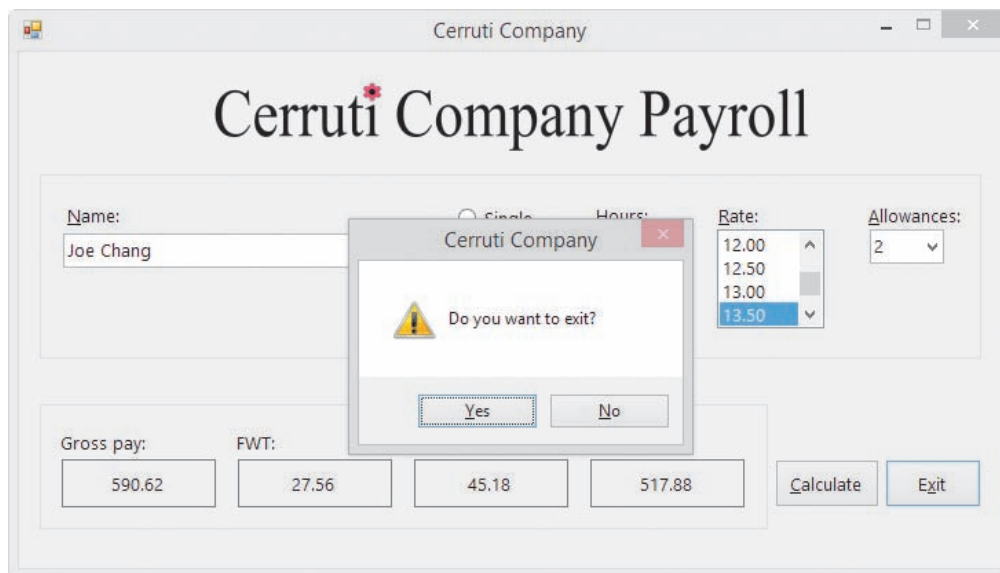 Cerruti Company
Cerruti Company Payroll
Name:
Single
Hours:
Rate:
Allowances:
Joe Chang
12.00
12.50
13.00
13.50
2
Cerruti Company
Do you want to exit?
Yes
No
Gross pay:
FWT:
590.62
27.56
45.18
517.88
Calculate
Exit